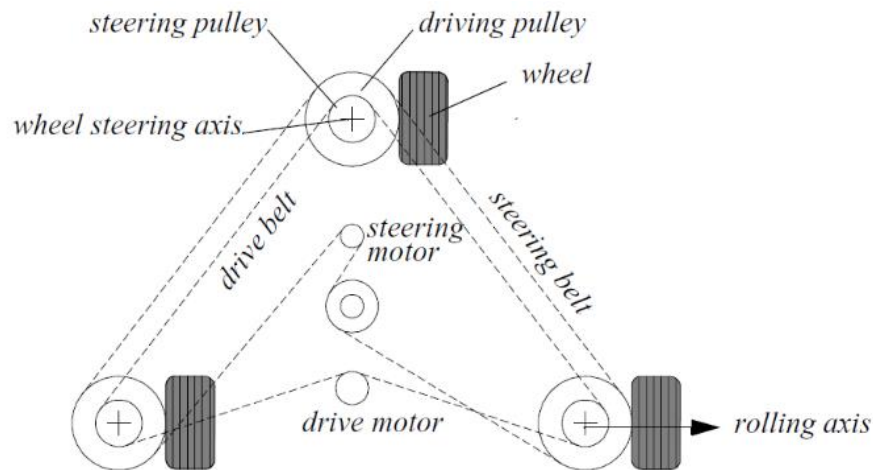 steering pulley
driving pulley
wheel
wheel steering axis
drive belt
steering
motor
steering belt
drive motor
rolling axis